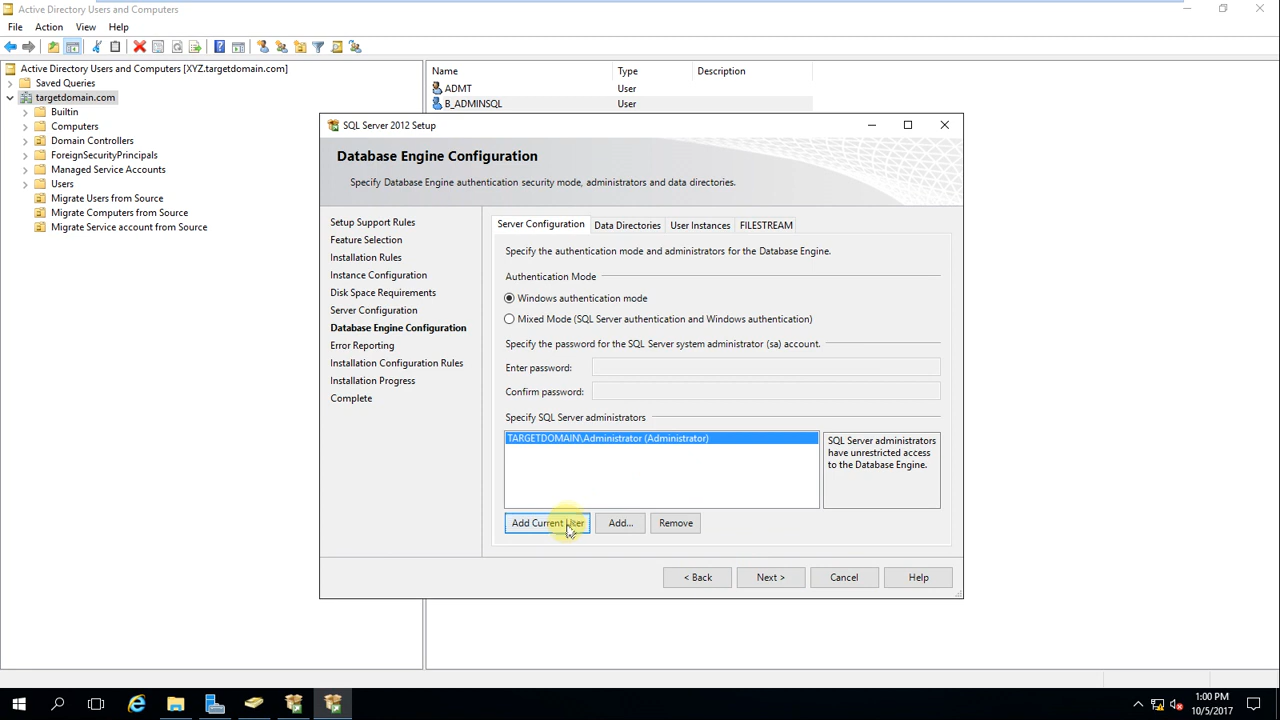 Active Directory Users and Computers
File Action View Help
Active Directory Users and Computers [XYZ.targetdomain.com]
Saved Queries
targetdomain.com
Builtin
Computers
Domain Controllers
ForeignSecurityPrincipals
Managed Service Accounts
Users
Migrate Users from Source
Migrate Computers from Source
Migrate Service account from Source
Name Type Description
ADMT User
B_ADMINSQL User
SQL Server 2012 Setup
Database Engine Configuration
Specify Database Engine authentication security mode, administrators and data directories.
Setup Support Rules
Feature Selection
Installation Rules
Instance Configuration
Disk Space Requirements
Server Configuration
Database Engine Configuration
Error Reporting
Installation Configuration Rules
Installation Progress
Complete
Server Configuration Data Directories User Instances FILESTREAM
Specify the authentication mode and administrators for the Database Engine.
Authentication Mode
Windows authentication mode
Mixed Mode (SQL Server authentication and Windows authentication)
Specify the password for the SQL Server system administrator (sa) account.
Enter password:
Confirm password:
Specify SQL Server administrators
TARGETDOMAIN\Administrator (Administrator)
SQL Server administrators
have unrestricted access
to the Database Engine.
Add Current User Add... Remove
< Back Next > Cancel Help
1:00 PM
10/5/2017